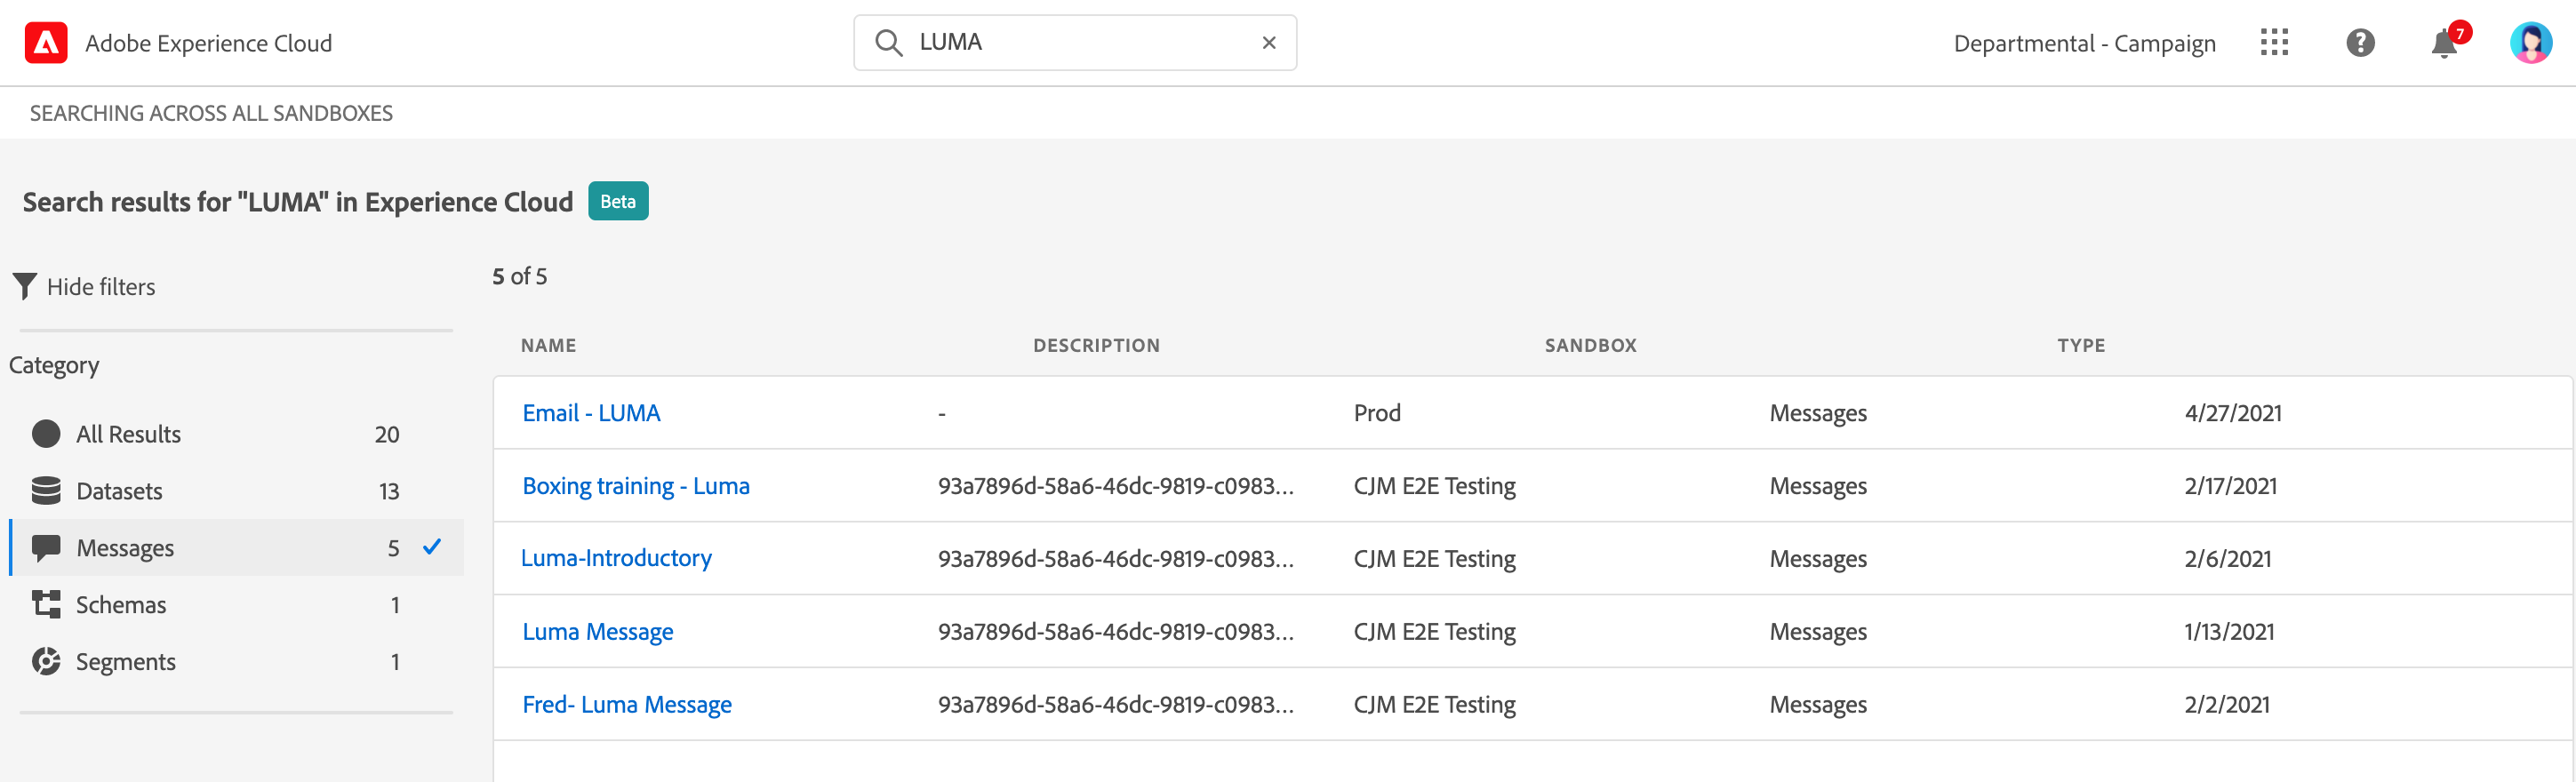 Adobe Experience Cloud
LUMA
Departmental - Campaign
7
SEARCHING ACROSS ALL SANDBOXES
Search results for "LUMA" in Experience Cloud Beta
Hide filters
5 of 5
Category
All Results 20
Datasets 13
Messages 5
Schemas 1
Segments 1
NAME DESCRIPTION SANDBOX TYPE
Email - LUMA - Prod Messages 4/27/2021
Boxing training - Luma 93a7896d-58a6-46dc-9819-c0983... CJM E2E Testing Messages 2/17/2021
Luma-Introductory 93a7896d-58a6-46dc-9819-c0983... CJM E2E Testing Messages 2/6/2021
Luma Message 93a7896d-58a6-46dc-9819-c0983... CJM E2E Testing Messages 1/13/2021
Fred- Luma Message 93a7896d-58a6-46dc-9819-c0983... CJM E2E Testing Messages 2/2/2021